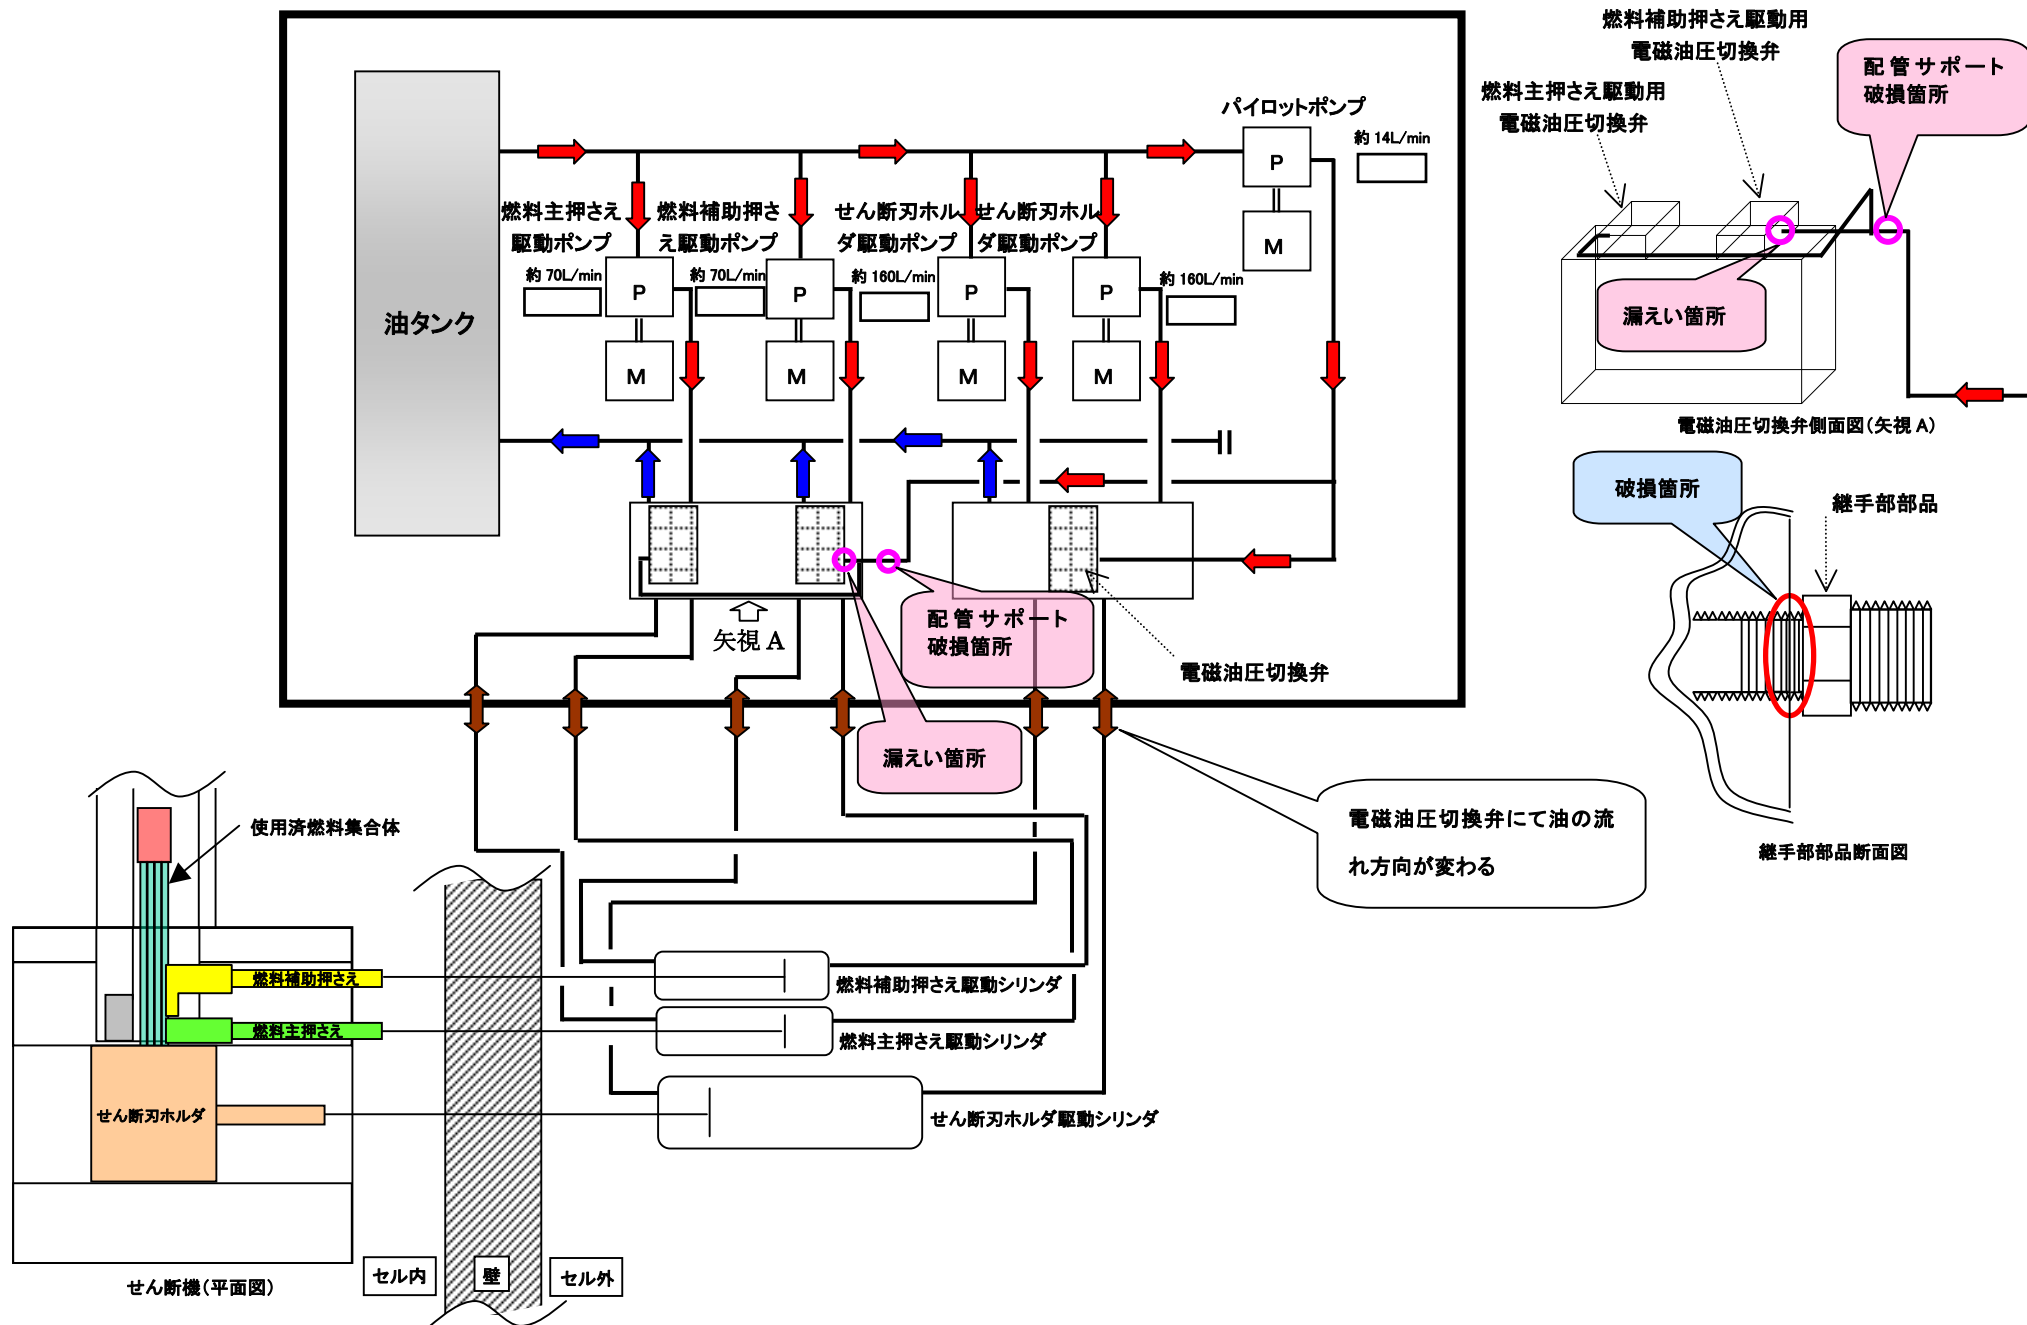 燃料補助押さえ駆動用
電磁油圧切換弁
配管サポート
破損箇所
燃料主押さえ駆動用
電磁油圧切換弁
パイロットポンプ
約 14L/min
P
M
燃料主押さえ
駆動ポンプ
燃料補助押さ
え駆動ポンプ
せん断刃ホル
ダ駆動ポンプ
せん断刃ホル
ダ駆動ポンプ
約 70L/min
約 70L/min
約 160L/min
約 160L/min
P
P
P
P
M
M
M
M
油タンク
漏えい箇所
電磁油圧切換弁側面図(矢視 A)
破損箇所
継手部部品
配管サポート
破損箇所
矢視 A
電磁油圧切換弁
漏えい箇所
電磁油圧切換弁にて油の流
れ方向が変わる
継手部部品断面図
使用済燃料集合体
燃料補助押さえ
燃料補助押さえ駆動シリンダ
燃料主押さえ
燃料主押さえ駆動シリンダ
せん断刃ホルダ
せん断刃ホルダ駆動シリンダ
せん断機(平面図)
セル内
壁
セル外